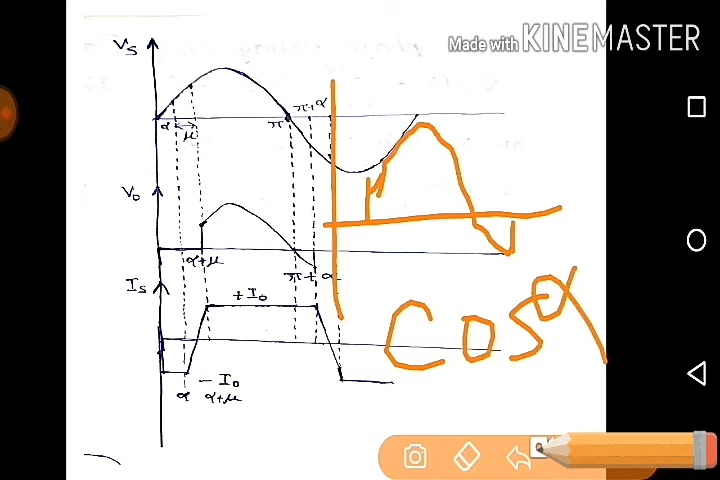 Made with KINEMASTER
Vs
π+α
α
μ
π
Vo
α+μ
π+α
Is
+Io
-Io
α
α+μ
COSα